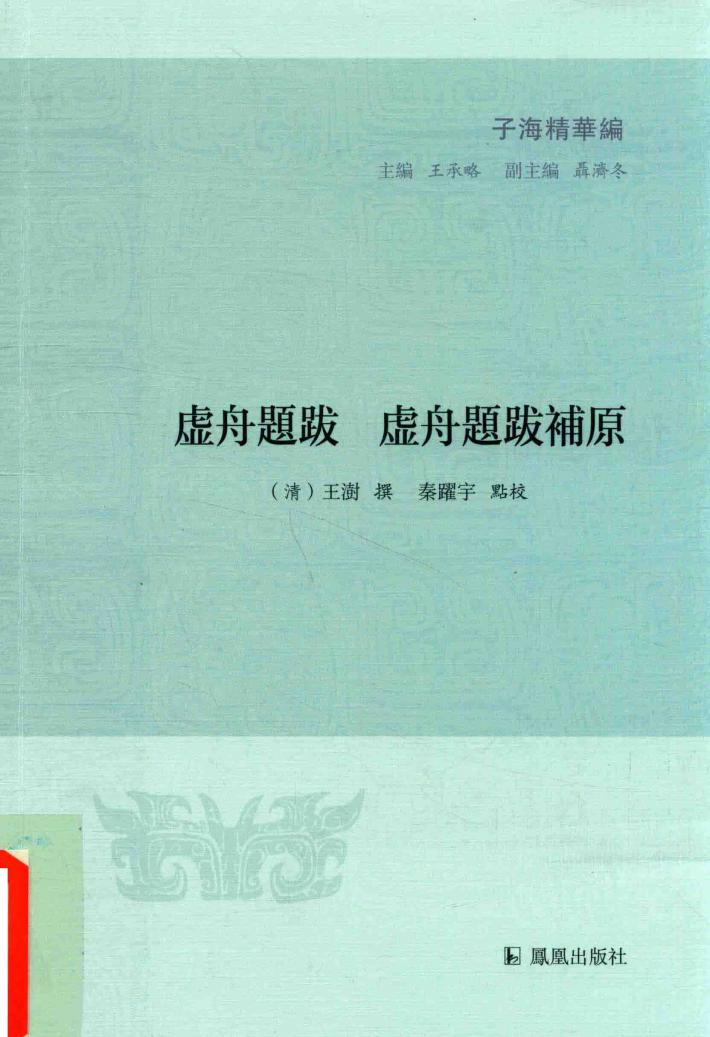 子海精華編
主編 王承略 副主編 聶濟冬
虛舟題跋 虛舟題跋補原
（清）王澍 撰 秦躍宇 點校
鳳凰出版社